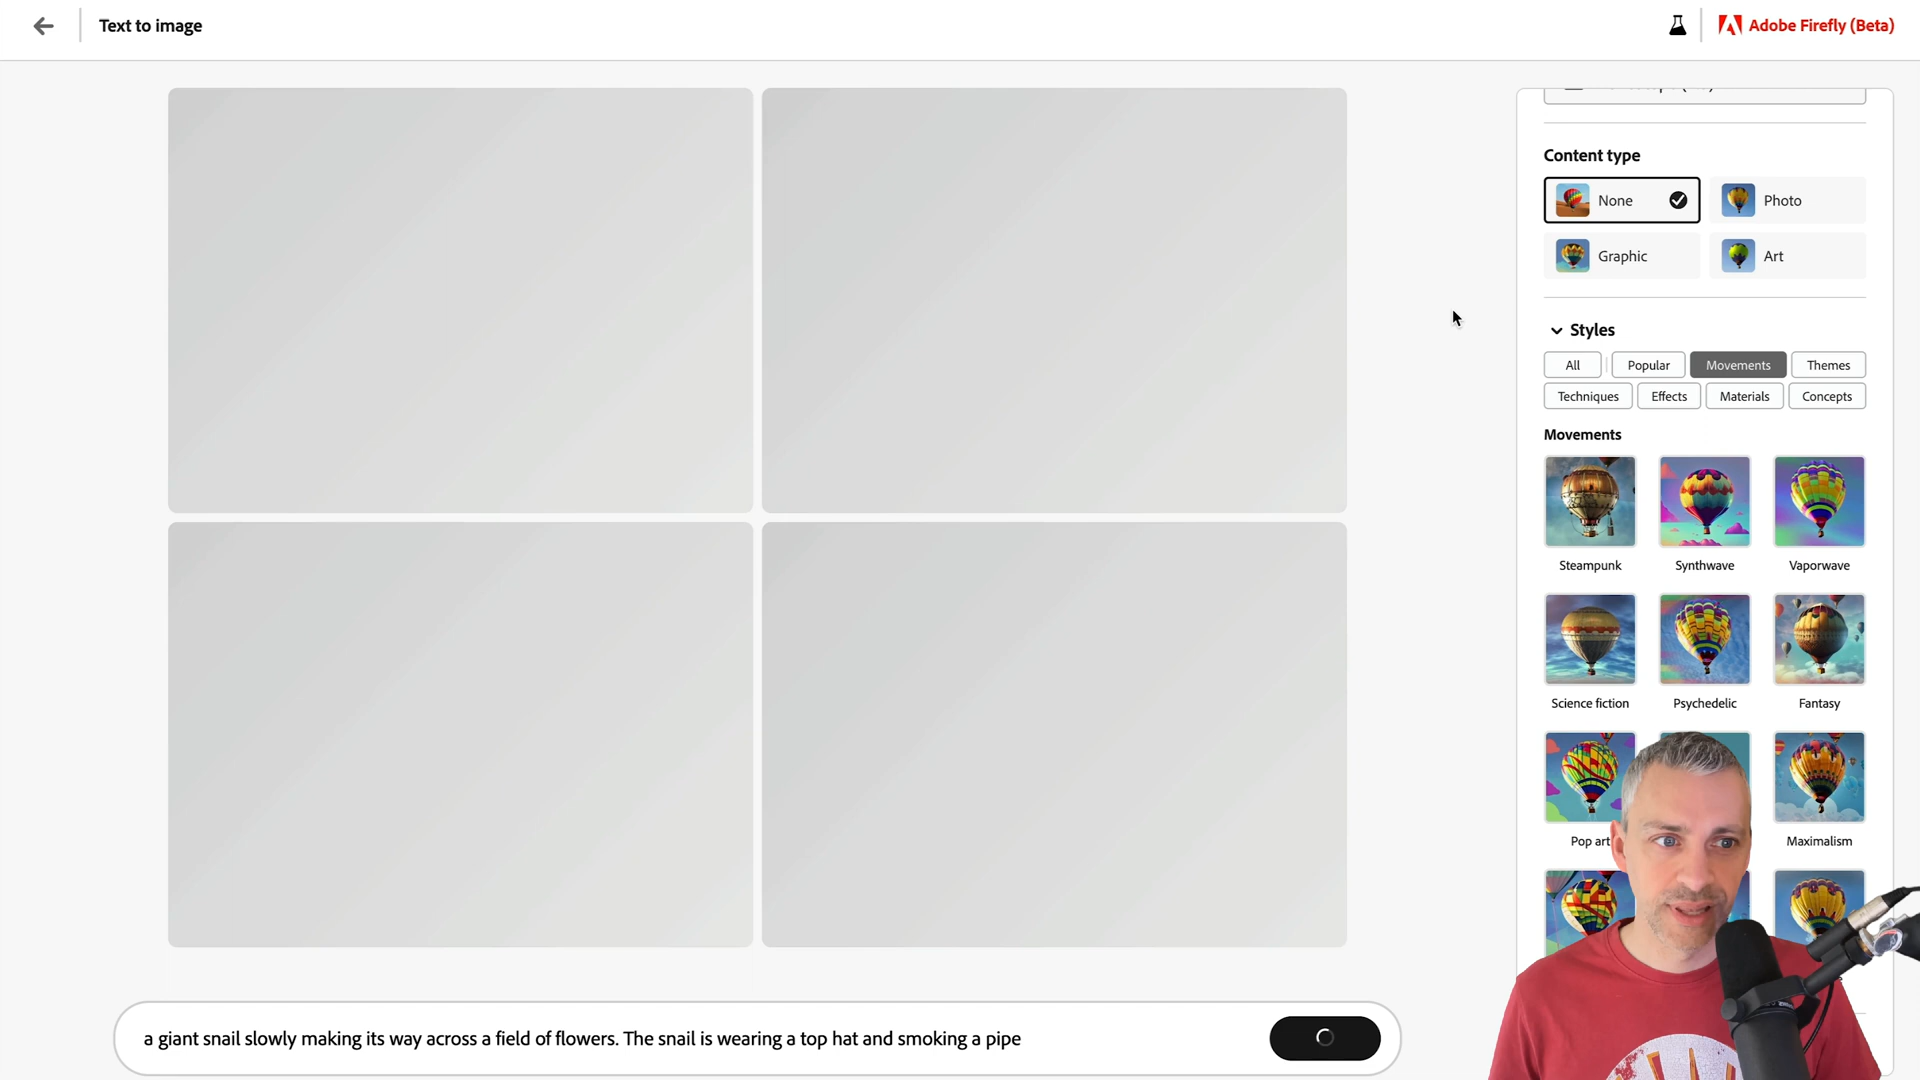 Text to image
Adobe Firefly (Beta)
Content type
None
Photo
Graphic
Art
Styles
All
Popular
Movements
Themes
Techniques
Effects
Materials
Concepts
Movements
Steampunk
Synthwave
Vaporwave
Science fiction
Psychedelic
Fantasy
Pop art
Maximalism
a giant snail slowly making its way across a field of flowers. The snail is wearing a top hat and smoking a pipe